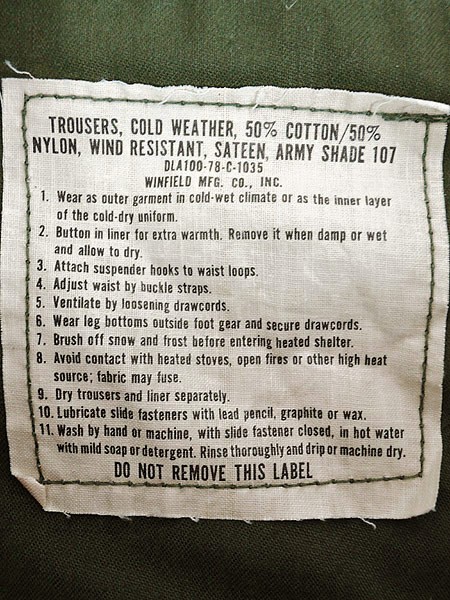 TROUSERS, COLD WEATHER, 50% COTTON/50%
NYLON, WIND RESISTANT, SATEEN, ARMY SHADE 107
DLA100-78-C-1035
WINFIELD MFG. CO., INC.
1. Wear as outer garment in cold-wet climate or as the inner layer
of the cold-dry uniform.
2. Button in liner for extra warmth. Remove it when damp or wet
and allow to dry.
3. Attach suspender hooks to waist loops.
4. Adjust waist by buckle straps.
5. Ventilate by loosening drawcords.
6. Wear leg bottoms outside foot gear and secure drawcords.
7. Brush off snow and frost before entering heated shelter.
8. Avoid contact with heated stoves, open fires or other high heat
source; fabric may fuse.
9. Dry trousers and liner separately.
10. Lubricate slide fasteners with lead pencil, graphite or wax.
11. Wash by hand or machine, with slide fastener closed, in hot water
with mild soap or detergent. Rinse thoroughly and drip or machine dry.
DO NOT REMOVE THIS LABEL